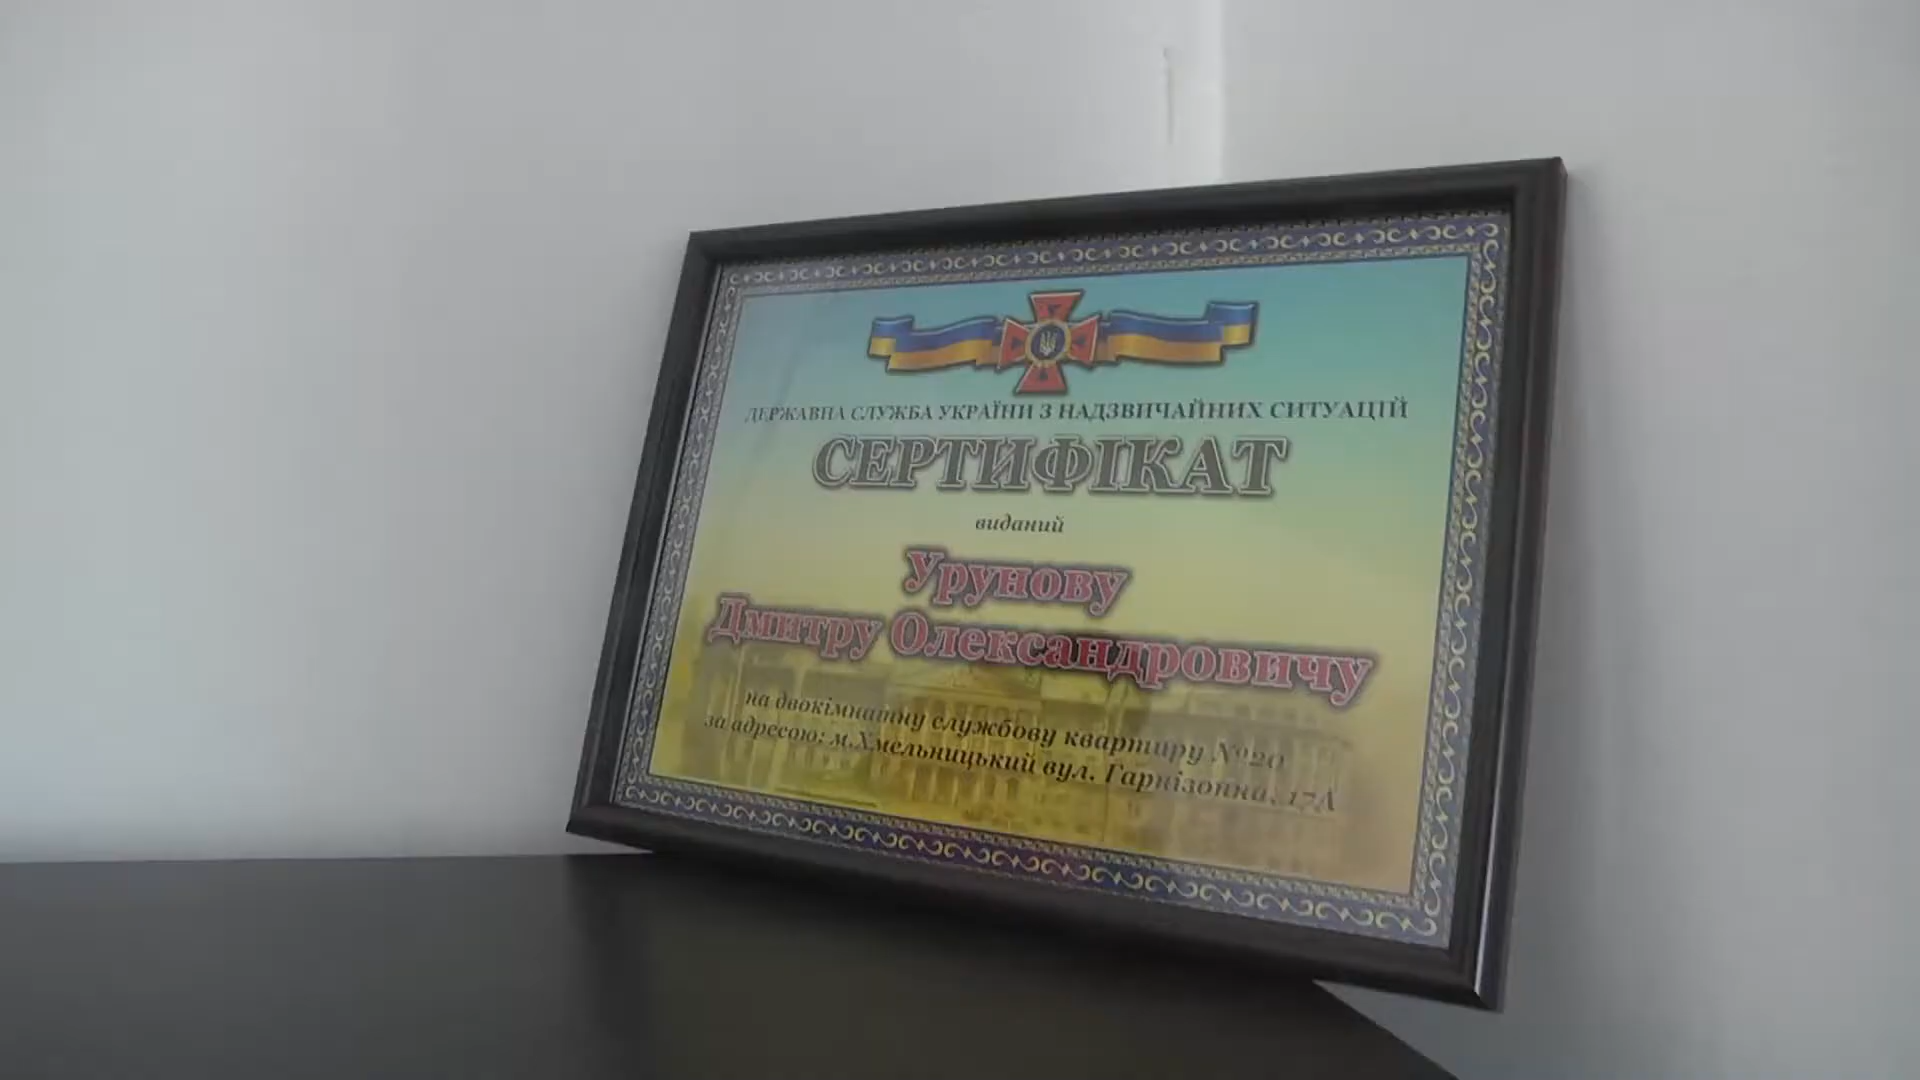 ДЕРЖАВНА СЛУЖБА УКРАЇНИ З НАДЗВИЧАЙНИХ СИТУАЦІЙ
СЕРТИФІКАТ
виданий
Урунову
Дмитру Олександровичу
на двокімнатну службову квартиру №20
за адресою: м.Хмельницький вул. Гарнізонна, 17А